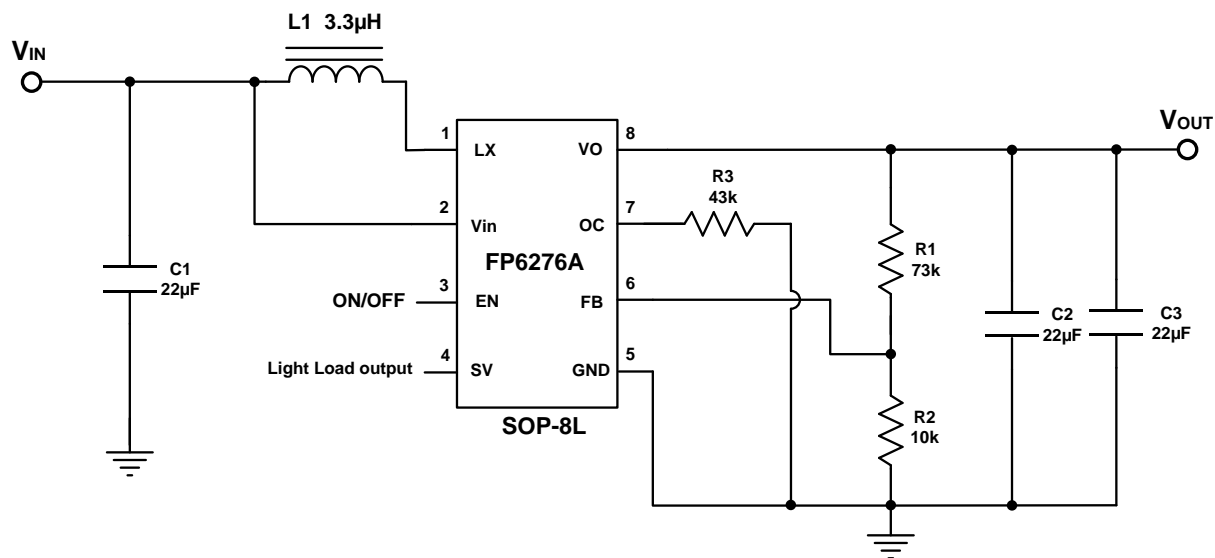 L1 3.3µH
VIN
VOUT
1
8
LX
VO
R3
43k
2
7
Vin
OC
FP6276A
R1
73k
C1
22µF
3
6
ON/OFF
EN
FB
C2
22µF
C3
22µF
4
5
Light Load output
SV
GND
SOP-8L
R2
10k